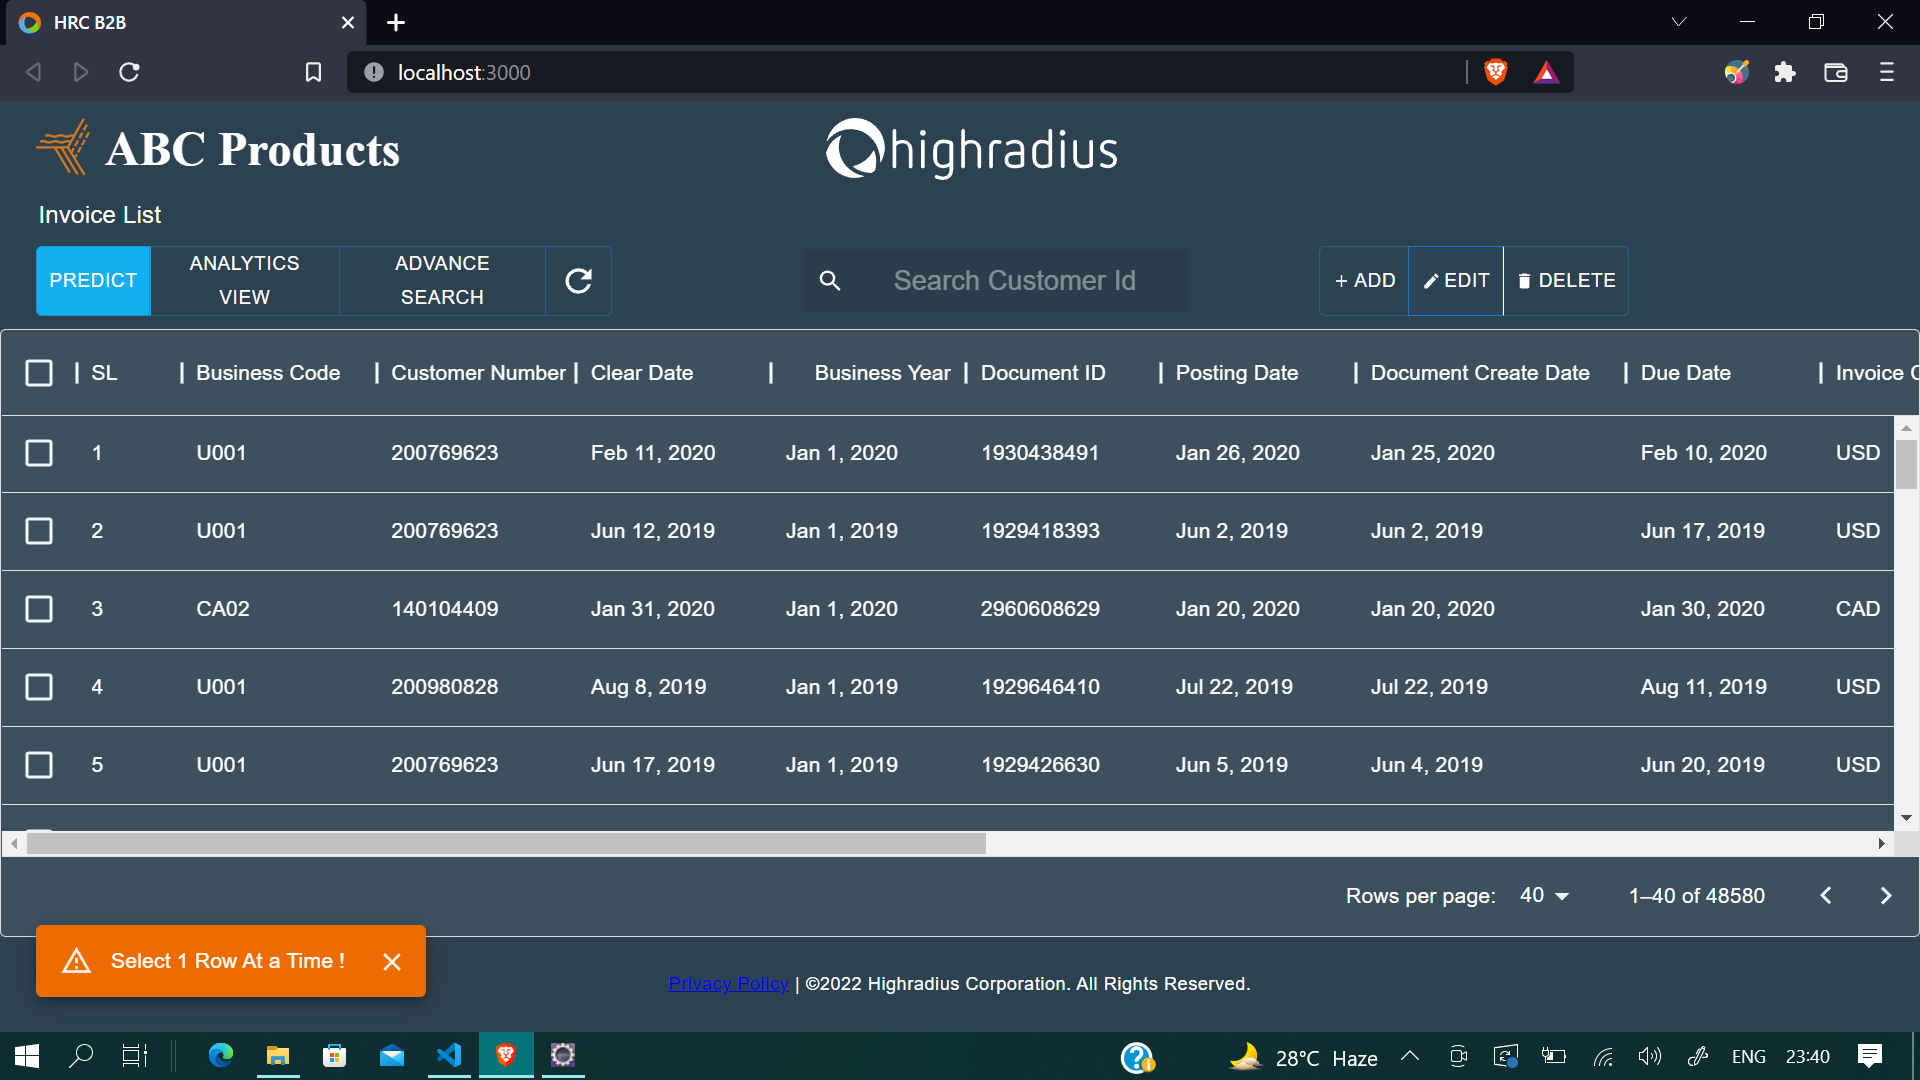 HRC B2B
localhost:3000
ABC Products
highradius
Invoice List
PREDICT
ANALYTICS
VIEW
ADVANCE
SEARCH
Search Customer Id
+ ADD
EDIT
DELETE
SL Business Code Customer Number Clear Date Business Year Document ID Posting Date Document Create Date Due Date Invoice
1 U001 200769623 Feb 11, 2020 Jan 1, 2020 1930438491 Jan 26, 2020 Jan 25, 2020 Feb 10, 2020 USD
2 U001 200769623 Jun 12, 2019 Jan 1, 2019 1929418393 Jun 2, 2019 Jun 2, 2019 Jun 17, 2019 USD
3 CA02 140104409 Jan 31, 2020 Jan 1, 2020 2960608629 Jan 20, 2020 Jan 20, 2020 Jan 30, 2020 CAD
4 U001 200980828 Aug 8, 2019 Jan 1, 2019 1929646410 Jul 22, 2019 Jul 22, 2019 Aug 11, 2019 USD
5 U001 200769623 Jun 17, 2019 Jan 1, 2019 1929426630 Jun 5, 2019 Jun 4, 2019 Jun 20, 2019 USD
Rows per page: 40 1–40 of 48580
Select 1 Row At a Time !
Privacy Policy | ©2022 Highradius Corporation. All Rights Reserved.
28°C Haze ENG 23:40